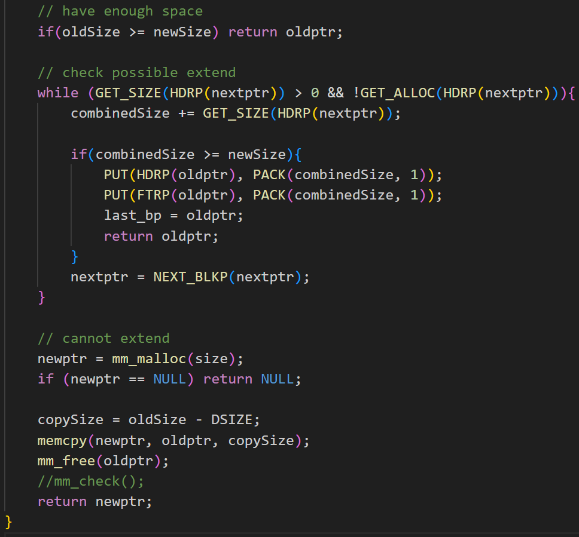 // have enough space
if(oldSize >= newSize) return oldptr;
// check possible extend
while (GET_SIZE(HDRP(nextptr)) > 0 && !GET_ALLOC(HDRP(nextptr))){
combinedSize += GET_SIZE(HDRP(nextptr));
if(combinedSize >= newSize){
PUT(HDRP(oldptr), PACK(combinedSize, 1));
PUT(FTRP(oldptr), PACK(combinedSize, 1));
last_bp = oldptr;
return oldptr;
}
nextptr = NEXT_BLKP(nextptr);
}
// cannot extend
newptr = mm_malloc(size);
if (newptr == NULL) return NULL;
copySize = oldSize - DSIZE;
memcpy(newptr, oldptr, copySize);
mm_free(oldptr);
//mm_check();
return newptr;
}